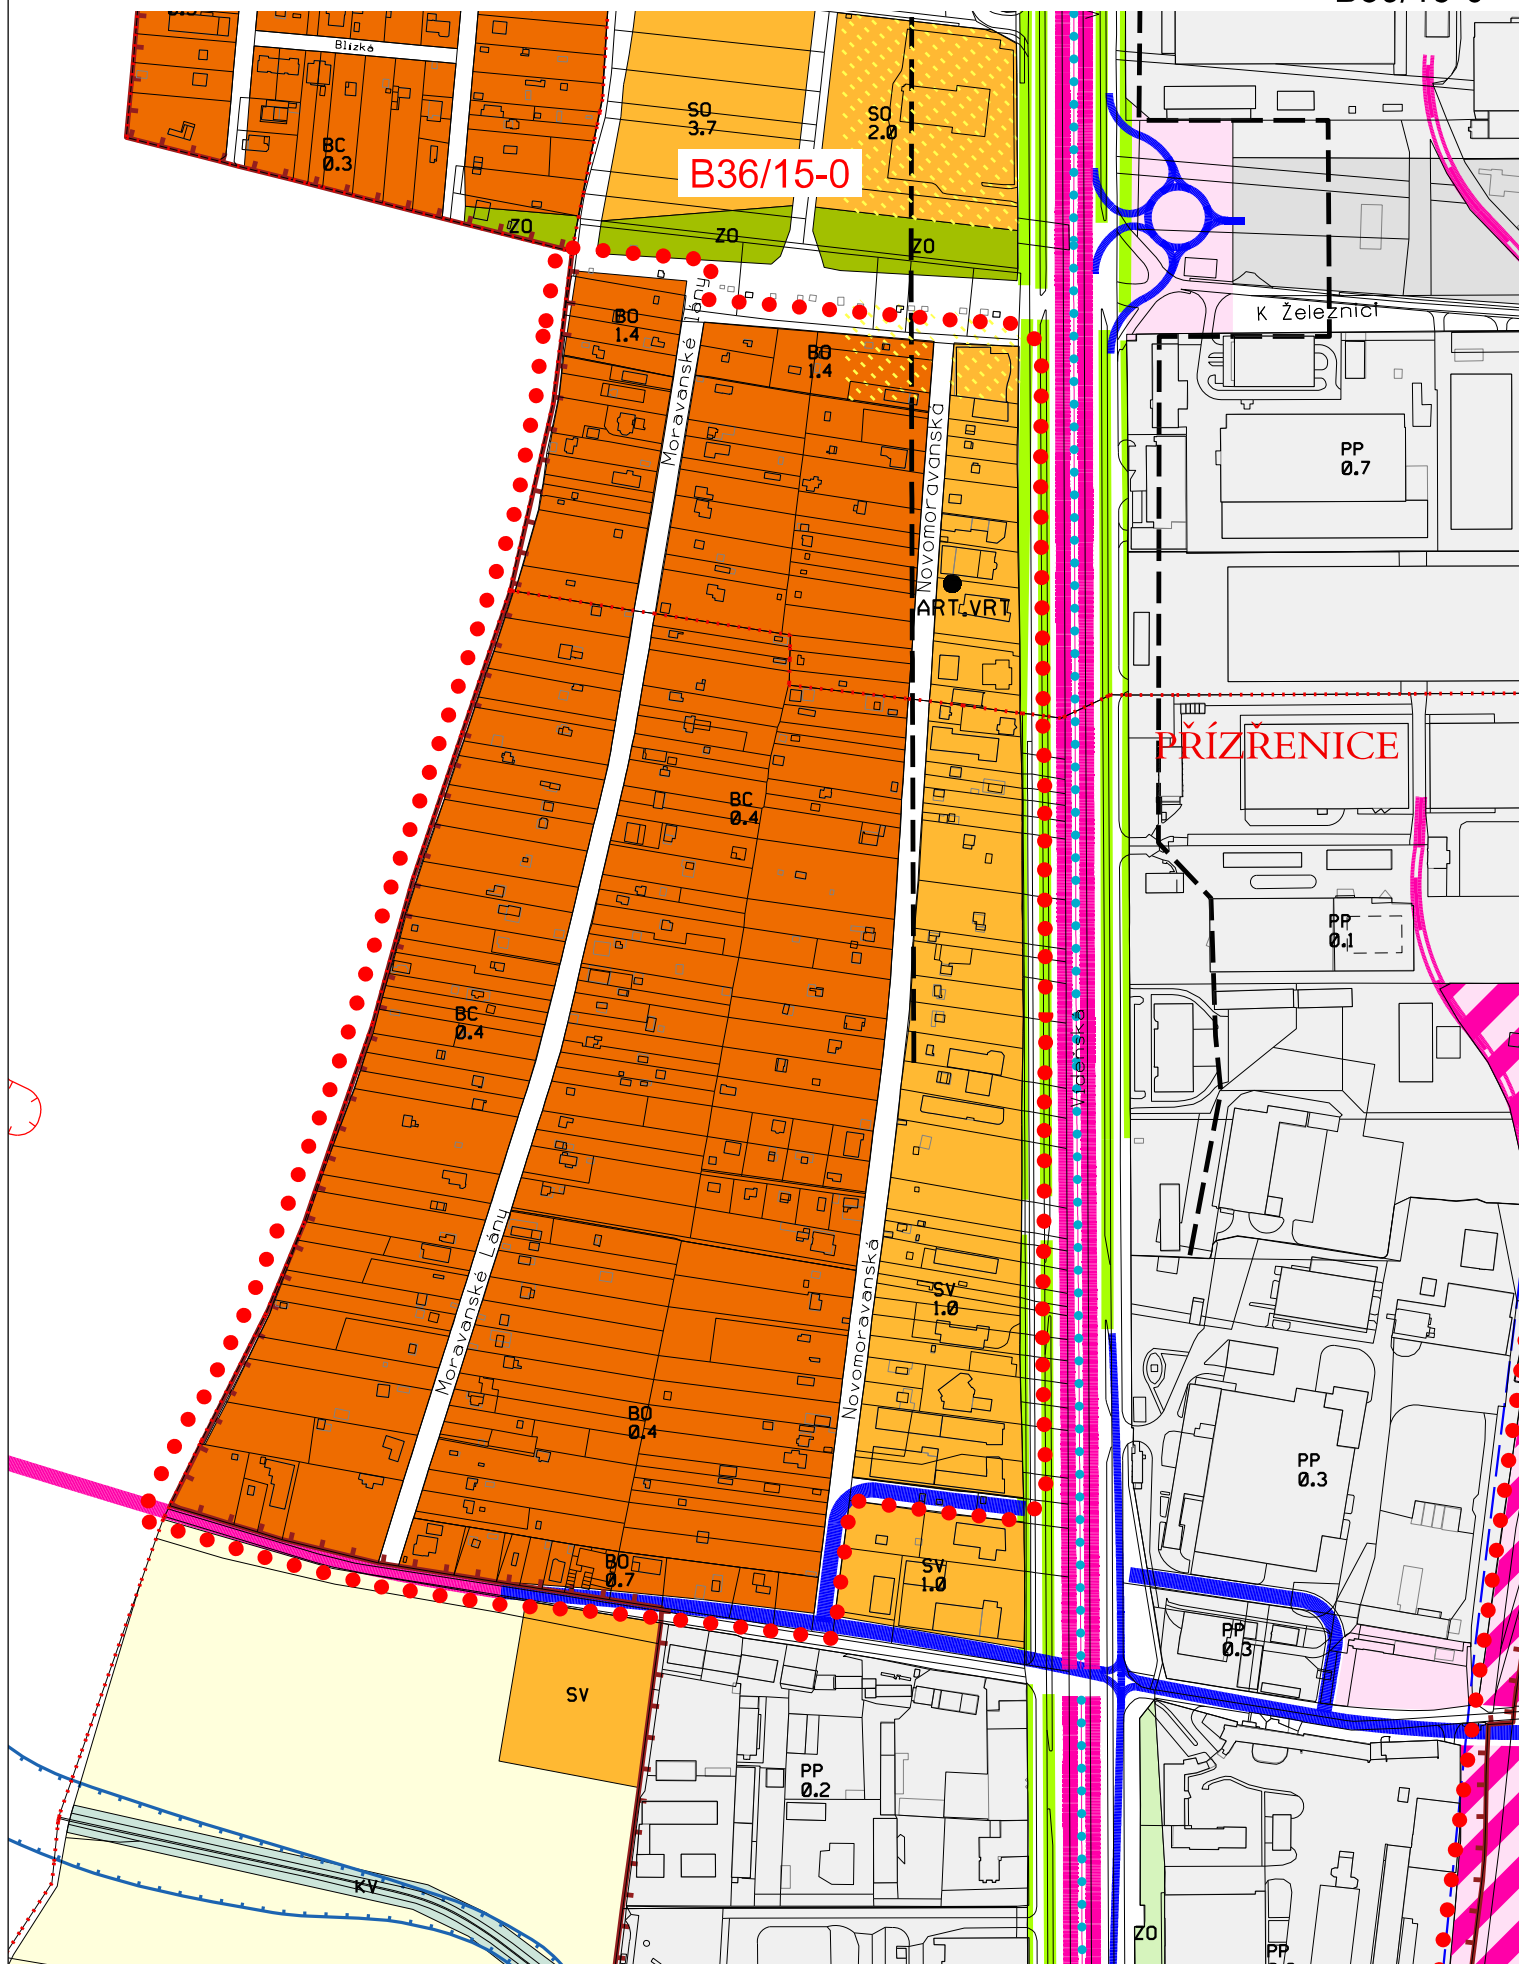 Blízká
SO
3.7
SO
2.0
BC
0.3
B36/15-0
ZO
ZO
ZO
K Železnici
BO
1.4
BO
1.4
Moravanské lány
Novomoravanská
PP
0.7
ART.VRT
PŘÍZŘENICE
BC
0.4
PP
0.1
BC
0.4
Vídeňská
Moravanské Lány
Novomoravanská
SV
1.0
BO
0.4
PP
0.3
BO
0.7
SV
1.0
PP
0.3
SV
PP
0.2
KV
ZO
PP